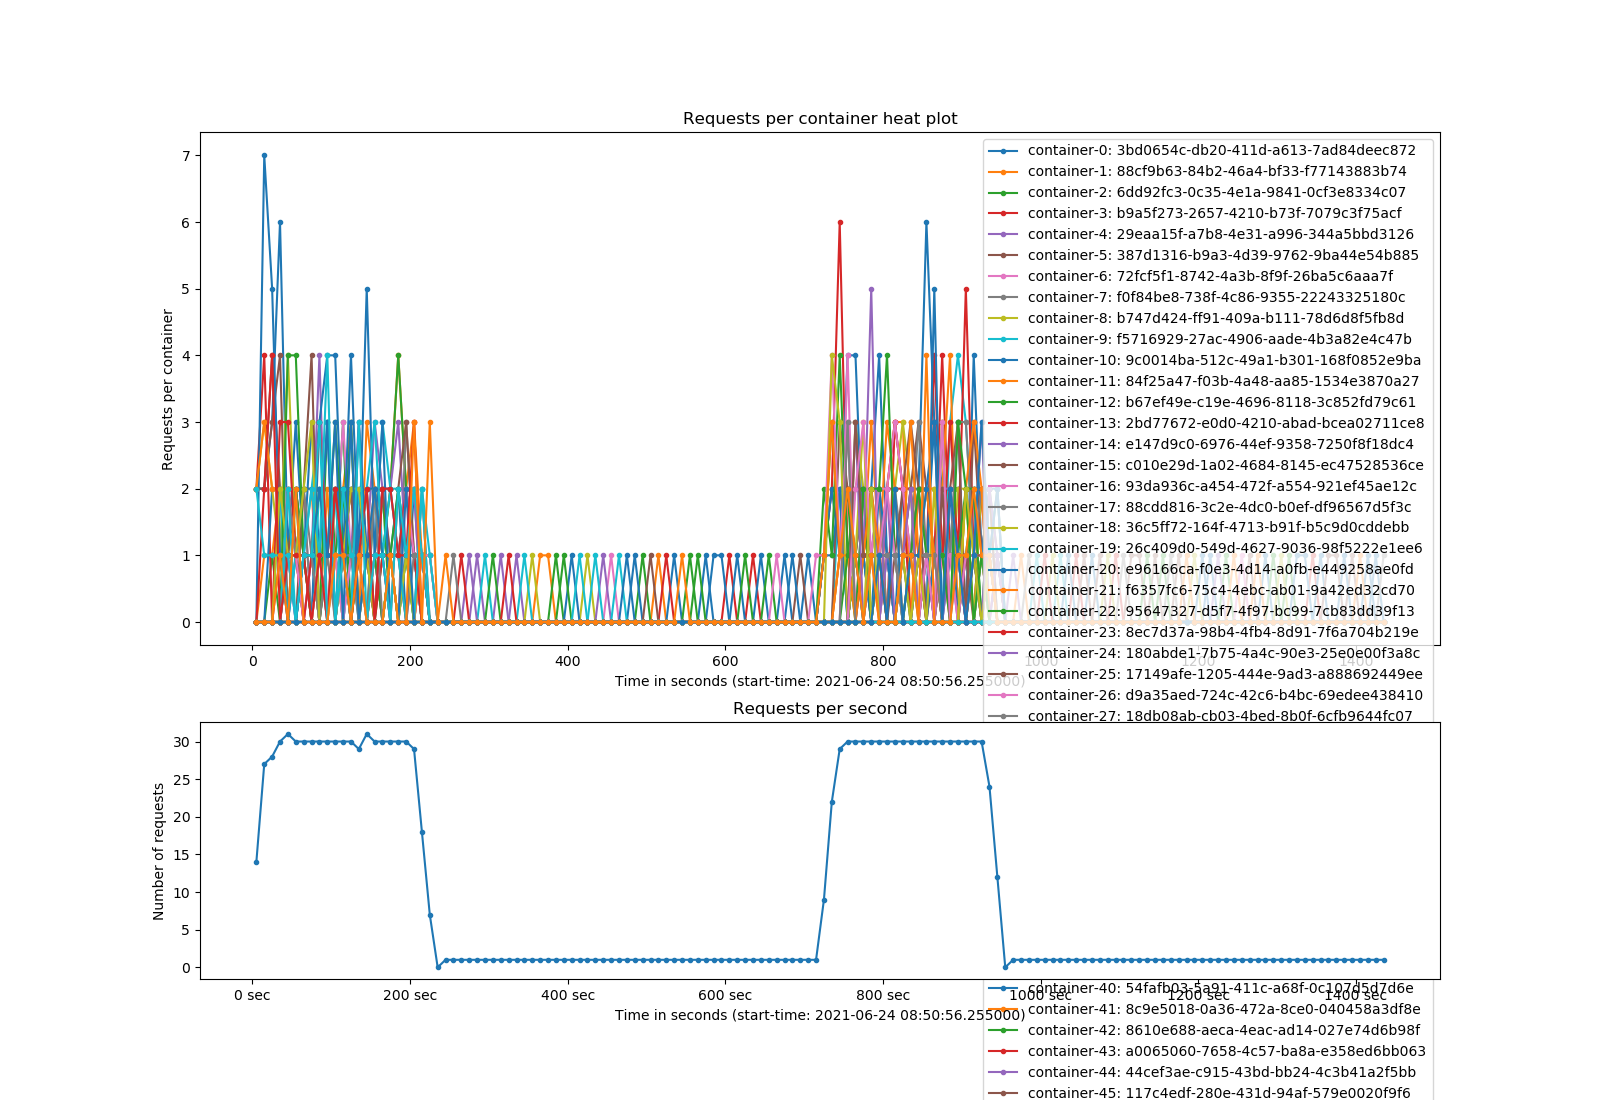 Requests per container heat plot
Requests per container
7
6
5
4
3
2
1
0
0
200
400
600
800
1000
1200
1400
Time in seconds (start-time: 2021-06-24 08:50:56.255000)
container-0: 3bd0654c-db20-411d-a613-7ad84deec872
container-1: 88cf9b63-84b2-46a4-bf33-f77143883b74
container-2: 6dd92fc3-0c35-4e1a-9841-0cf3e8334c07
container-3: b9a5f273-2657-4210-b73f-7079c3f75acf
container-4: 29eaa15f-a7b8-4e31-a996-344a5bbd3126
container-5: 387d1316-b9a3-4d39-9762-9ba44e54b885
container-6: 72fcf5f1-8742-4a3b-8f9f-26ba5c6aaa7f
container-7: f0f84be8-738f-4c86-9355-22243325180c
container-8: b747d424-ff91-409a-b111-78d6d8f5fb8d
container-9: f5716929-27ac-4906-aade-4b3a82e4c47b
container-10: 9c0014ba-512c-49a1-b301-168f0852e9ba
container-11: 84f25a47-f03b-4a48-aa85-1534e3870a27
container-12: b67ef49e-c19e-4696-8118-3c852fd79c61
container-13: 2bd77672-e0d0-4210-abad-bcea02711ce8
container-14: e147d9c0-6976-44ef-9358-7250f8f18dc4
container-15: c010e29d-1a02-4684-8145-ec47528536ce
container-16: 93da936c-a454-472f-a554-921ef45ae12c
container-17: 88cdd816-3c2e-4dc0-b0ef-df96567d5f3c
container-18: 36c5ff72-164f-4713-b91f-b5c9d0cddebb
container-19: 26c409d0-549d-4627-9036-98f5222e1ee6
container-20: e96166ca-f0e3-4d14-a0fb-e449258ae0fd
container-21: f6357fc6-75c4-4ebc-ab01-9a42ed32cd70
container-22: 95647327-d5f7-4f97-bc99-7cb83dd39f13
container-23: 8ec7d37a-98b4-4fb4-8d91-7f6a704b219e
container-24: 180abde1-7b75-4a4c-90e3-25e0e00f3a8c
container-25: 17149afe-1205-444e-9ad3-a888692449ee
container-26: d9a35aed-724c-42c6-b4bc-69edee438410
container-27: 18db08ab-cb03-4bed-8b0f-6cfb9644fc07
Requests per second
Number of requests
30
25
20
15
10
5
0
0 sec
200 sec
400 sec
600 sec
800 sec
1000 sec
1200 sec
1400 sec
Time in seconds (start-time: 2021-06-24 08:50:56.255000)
container-40: 54fafb03-5a91-411c-a68f-0c107d5d7d6e
container-41: 8c9e5018-0a36-472a-8ce0-040458a3df8e
container-42: 8610e688-aeca-4eac-ad14-027e74d6b98f
container-43: a0065060-7658-4c57-ba8a-e358ed6bb063
container-44: 44cef3ae-c915-43bd-bb24-4c3b41a2f5bb
container-45: 117c4edf-280e-431d-94af-579e0020f9f6